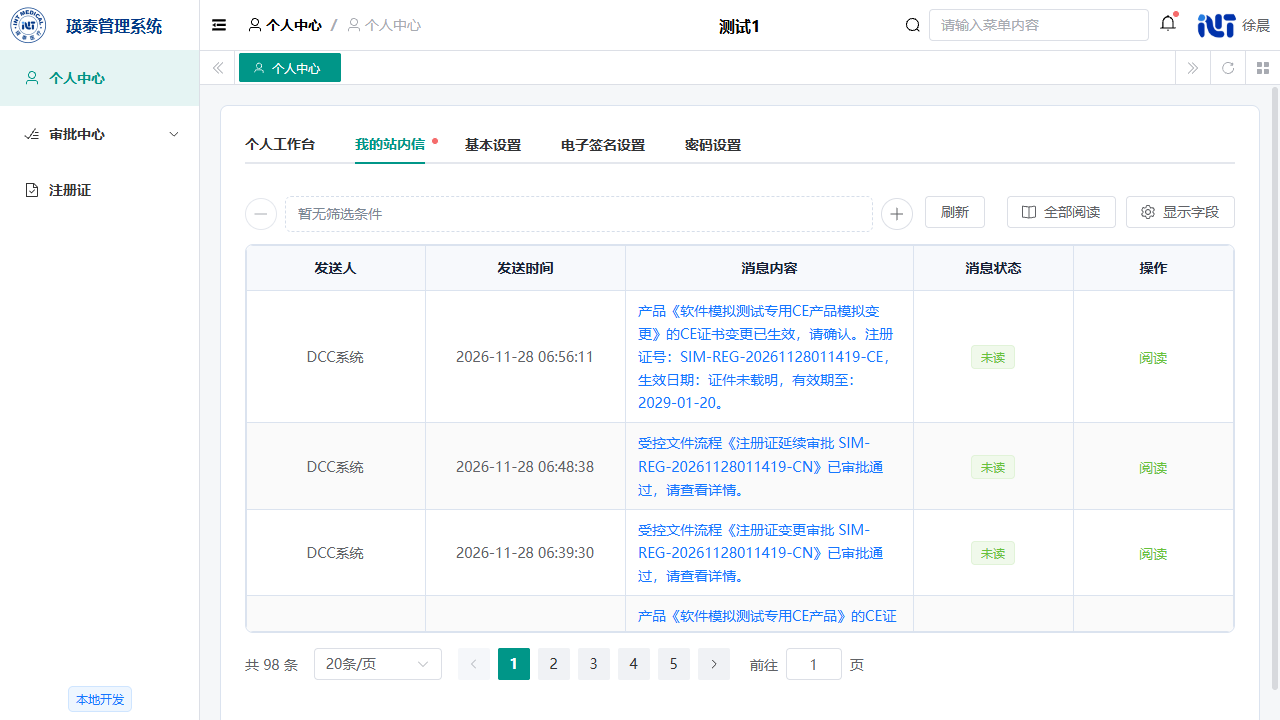 瑛泰管理系统
个人中心 / 个人中心
测试1
请输入菜单内容
徐晨
个人中心
审批中心
注册证
个人中心
个人工作台
我的站内信
基本设置
电子签名设置
密码设置
暂无筛选条件
刷新
全部阅读
显示字段
发送人
发送时间
消息内容
消息状态
操作
DCC系统
2026-11-28 06:56:11
产品《软件模拟测试专用CE产品模拟变
更》的CE证书变更已生效，请确认。注册
证号：SIM-REG-20261128011419-CE，
生效日期：证件未载明，有效期至：
2029-01-20。
未读
阅读
DCC系统
2026-11-28 06:48:38
受控文件流程《注册证延续审批 SIM-
REG-20261128011419-CN》已审批通
过，请查看详情。
未读
阅读
DCC系统
2026-11-28 06:39:30
受控文件流程《注册证变更审批 SIM-
REG-20261128011419-CN》已审批通
过，请查看详情。
未读
阅读
产品《软件模拟测试专用CE产品》的CE证
共 98 条
20条/页
1
2
3
4
5
前往
1
页
本地开发